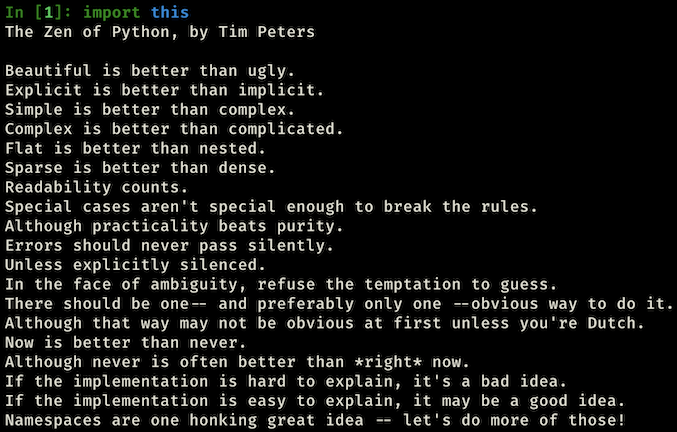 In [1]: import this
The Zen of Python, by Tim Peters

Beautiful is better than ugly.
Explicit is better than implicit.
Simple is better than complex.
Complex is better than complicated.
Flat is better than nested.
Sparse is better than dense.
Readability counts.
Special cases aren't special enough to break the rules.
Although practicality beats purity.
Errors should never pass silently.
Unless explicitly silenced.
In the face of ambiguity, refuse the temptation to guess.
There should be one-- and preferably only one --obvious way to do it.
Although that way may not be obvious at first unless you're Dutch.
Now is better than never.
Although never is often better than *right* now.
If the implementation is hard to explain, it's a bad idea.
If the implementation is easy to explain, it may be a good idea.
Namespaces are one honking great idea -- let's do more of those!